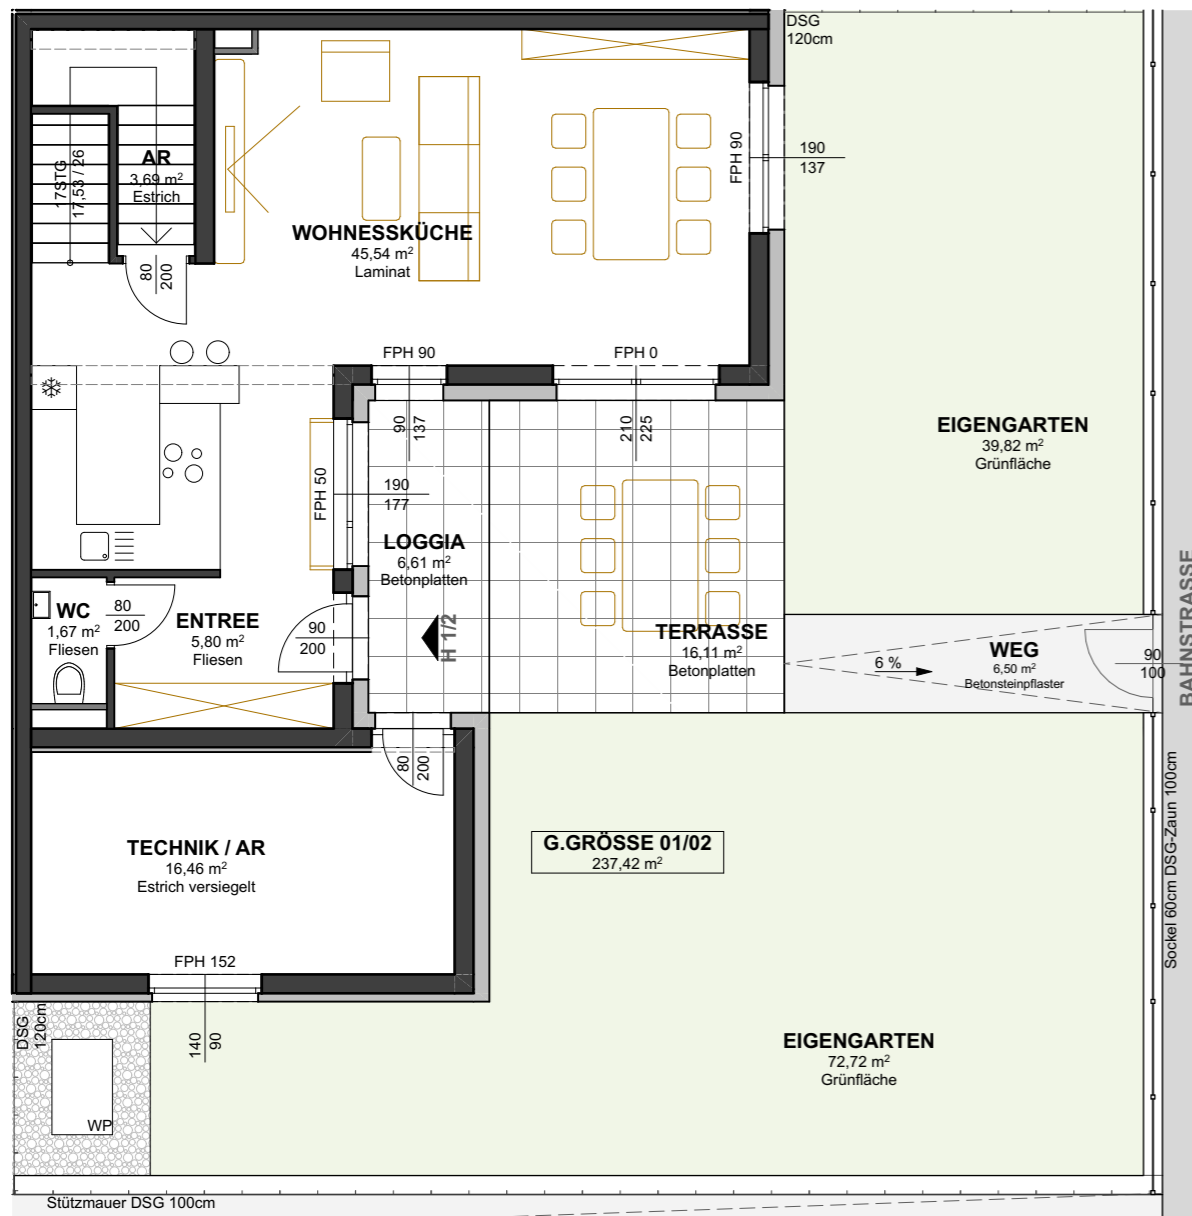 DSG
120cm
AR
3,69 m²
Estrich
17STG
17,53 / 26
80
200
WOHNESSKÜCHE
45,54 m²
Laminat
FPH 90
190
137
FPH 90
FPH 0
90
137
210
225
EIGENGARTEN
39,82 m²
Grünfläche
FPH 50
190
177
LOGGIA
6,61 m²
Betonplatten
WC
1,67 m²
Fliesen
80
200
ENTREE
5,80 m²
Fliesen
90
200
H 1/2
TERRASSE
16,11 m²
Betonplatten
6 %
WEG
6,50 m²
Betonsteinpflaster
90
100
BAHNSTRASSE
80
200
TECHNIK / AR
16,46 m²
Estrich versiegelt
G.GRÖSSE 01/02
237,42 m²
Sockel 60cm DSG-Zaun 100cm
FPH 152
140
90
DSG
120cm
WP
EIGENGARTEN
72,72 m²
Grünfläche
Stützmauer DSG 100cm